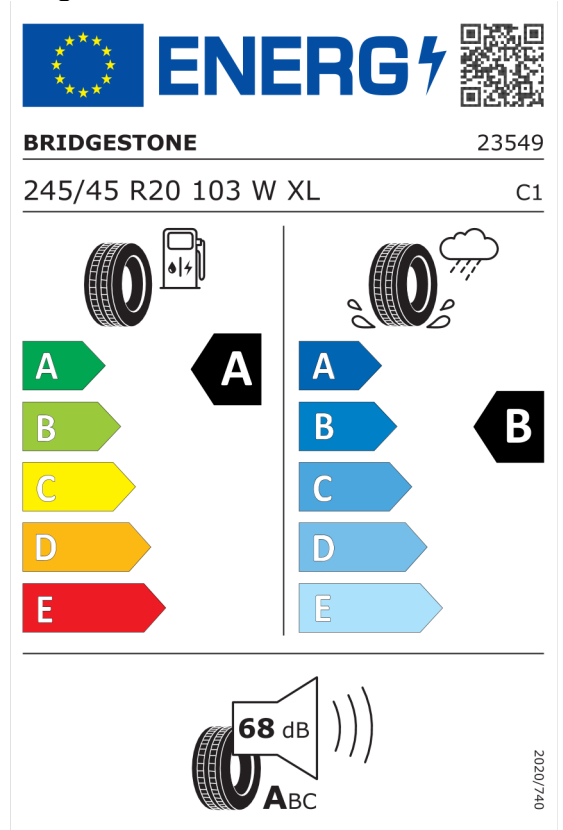 ENERG
BRIDGESTONE 23549
245/45 R20 103 W XL C1
A A
B
C
D
E
A
B B
C
D
E
68 dB
ABC
2020/740